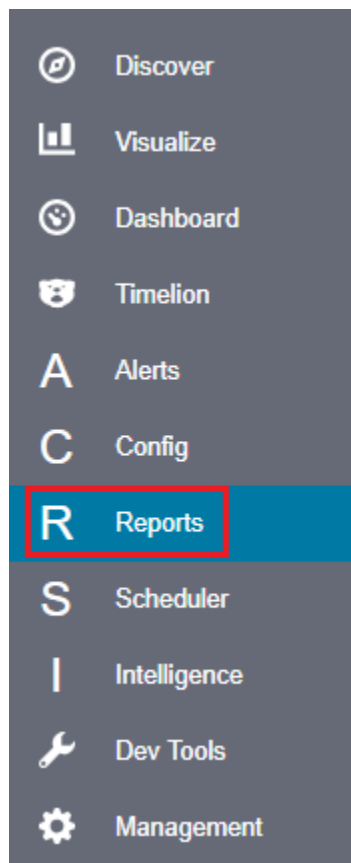 Discover
Visualize
Dashboard
Timelion
A Alerts
C Config
R Reports
S Scheduler
I Intelligence
Dev Tools
Management